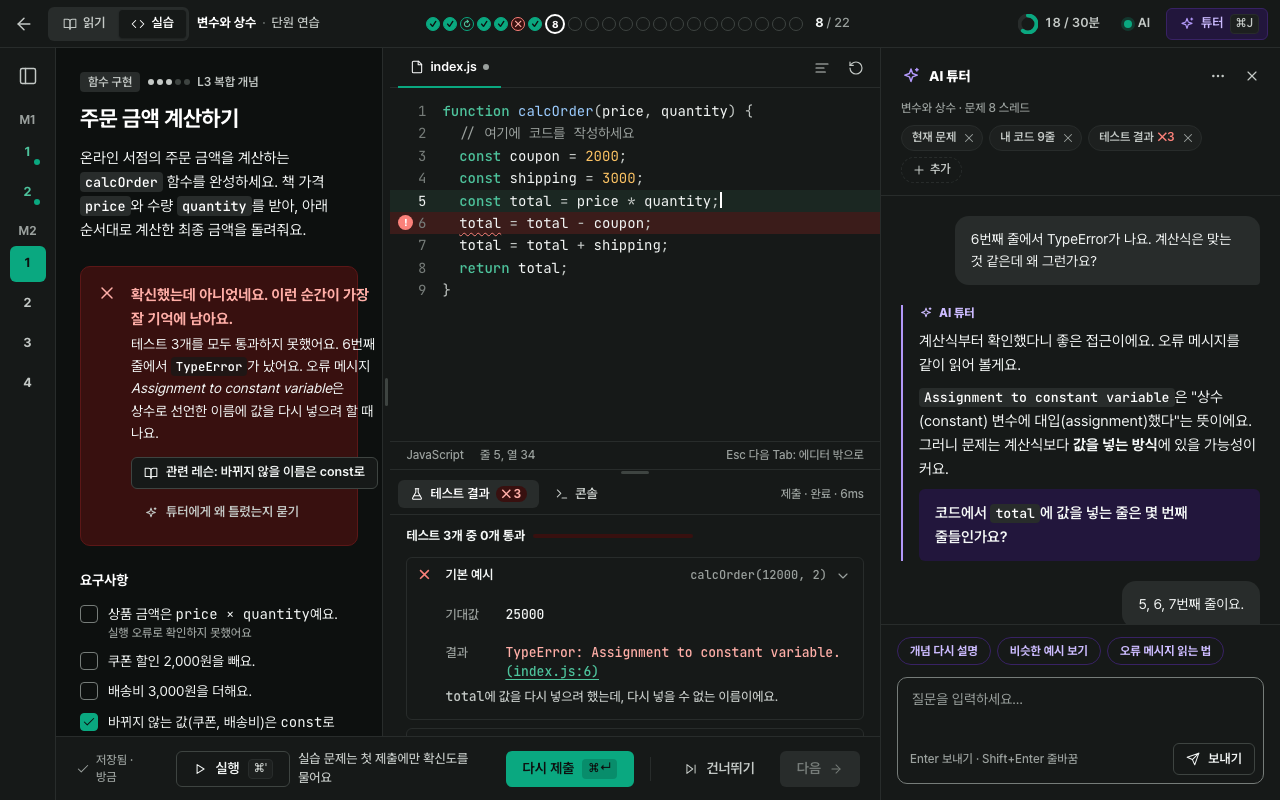 읽기
실습
변수와 상수 · 단원 연습
8
8 / 22
18 / 30분
AI
튜터 ⌘J
M1
1
2
M2
1
2
3
4
함수 구현 L3 복합 개념
주문 금액 계산하기
온라인 서점의 주문 금액을 계산하는
calcOrder 함수를 완성하세요. 책 가격
price와 수량 quantity를 받아, 아래
순서대로 계산한 최종 금액을 돌려줘요.
확신했는데 아니었네요. 이런 순간이 가장
잘 기억에 남아요.
테스트 3개를 모두 통과하지 못했어요. 6번째
줄에서 TypeError가 났어요. 오류 메시지
Assignment to constant variable은
상수로 선언한 이름에 값을 다시 넣으려 할 때
나요.
관련 레슨: 바뀌지 않을 이름은 const로
튜터에게 왜 틀렸는지 묻기
요구사항
상품 금액은 price × quantity예요.
실행 오류로 확인하지 못했어요
쿠폰 할인 2,000원을 빼요.
배송비 3,000원을 더해요.
바뀌지 않는 값(쿠폰, 배송비)은 const로
index.js
1 function calcOrder(price, quantity) {
2 // 여기에 코드를 작성하세요
3 const coupon = 2000;
4 const shipping = 3000;
5 const total = price * quantity;
6 total = total - coupon;
7 total = total + shipping;
8 return total;
9 }
JavaScript 줄 5, 열 34 Esc 다음 Tab: 에디터 밖으로
테스트 결과 3
콘솔
제출 · 완료 · 6ms
테스트 3개 중 0개 통과
기본 예시 calcOrder(12000, 2)
기대값 25000
결과 TypeError: Assignment to constant variable.
(index.js:6)
total에 값을 다시 넣으려 했는데, 다시 넣을 수 없는 이름이에요.
저장됨 ·
방금
실행 ⌘'
실습 문제는 첫 제출에만 확신도를
물어요
다시 제출 ⌘↵
건너뛰기
다음
AI 튜터
변수와 상수 · 문제 8 스레드
현재 문제
내 코드 9줄
테스트 결과 3
추가
6번째 줄에서 TypeError가 나요. 계산식은 맞는
것 같은데 왜 그런가요?
AI 튜터
계산식부터 확인했다니 좋은 접근이에요. 오류 메시지를
같이 읽어 볼게요.
Assignment to constant variable은 "상수
(constant) 변수에 대입(assignment)했다"는 뜻이에요.
그러니 문제는 계산식보다 값을 넣는 방식에 있을 가능성이
커요.
코드에서 total에 값을 넣는 줄은 몇 번째
줄들인가요?
5, 6, 7번째 줄이요.
개념 다시 설명
비슷한 예시 보기
오류 메시지 읽는 법
질문을 입력하세요...
Enter 보내기 · Shift+Enter 줄바꿈
보내기